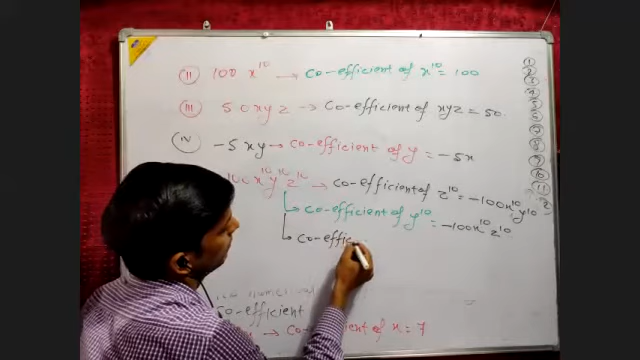 (II) 100 x¹⁰ → Co-efficient of x¹⁰ = 100
(III) 50xyz → Co-efficient of xyz = 50.
(IV) -5xy → Co-efficient of y = -5x
100x¹⁰y¹⁰z¹⁰ → Co-efficient of z¹⁰ = -100x¹⁰y¹⁰
↳ Co-efficient of y¹⁰ = -100x¹⁰z¹⁰
↳ Co-effic
Co-efficient
→ Co-efficient of x = 7